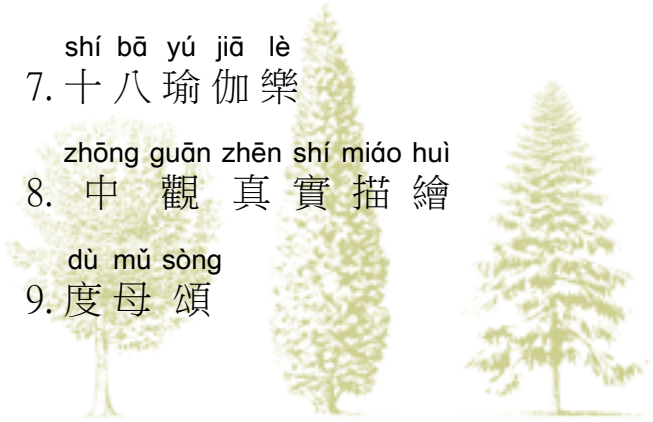 shí bā yú jiā lè
7. 十八瑜伽樂
zhōng guān zhēn shí miáo huì
8. 中觀真實描繪
dù mǔ sòng
9. 度母頌